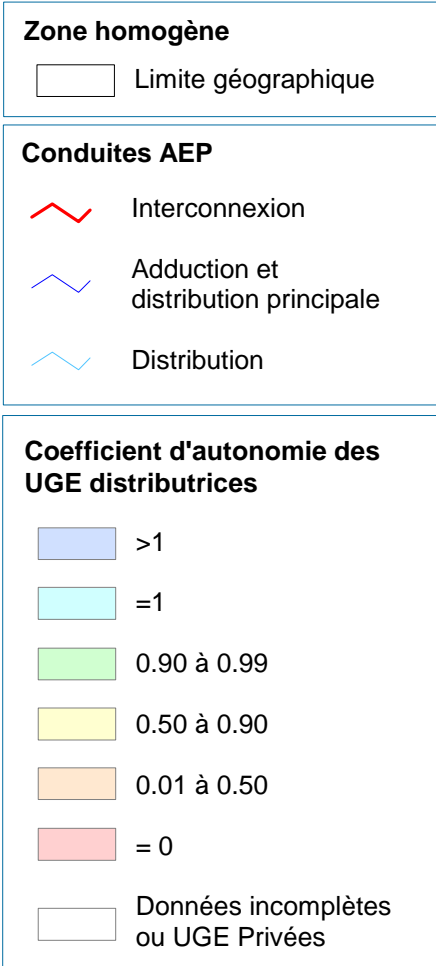 Zone homogène
Limite géographique
Conduites AEP
Interconnexion
Adduction et
distribution principale
Distribution
Coefficient d'autonomie des
UGE distributrices
>1
=1
0.90 à 0.99
0.50 à 0.90
0.01 à 0.50
= 0
Données incomplètes
ou UGE Privées